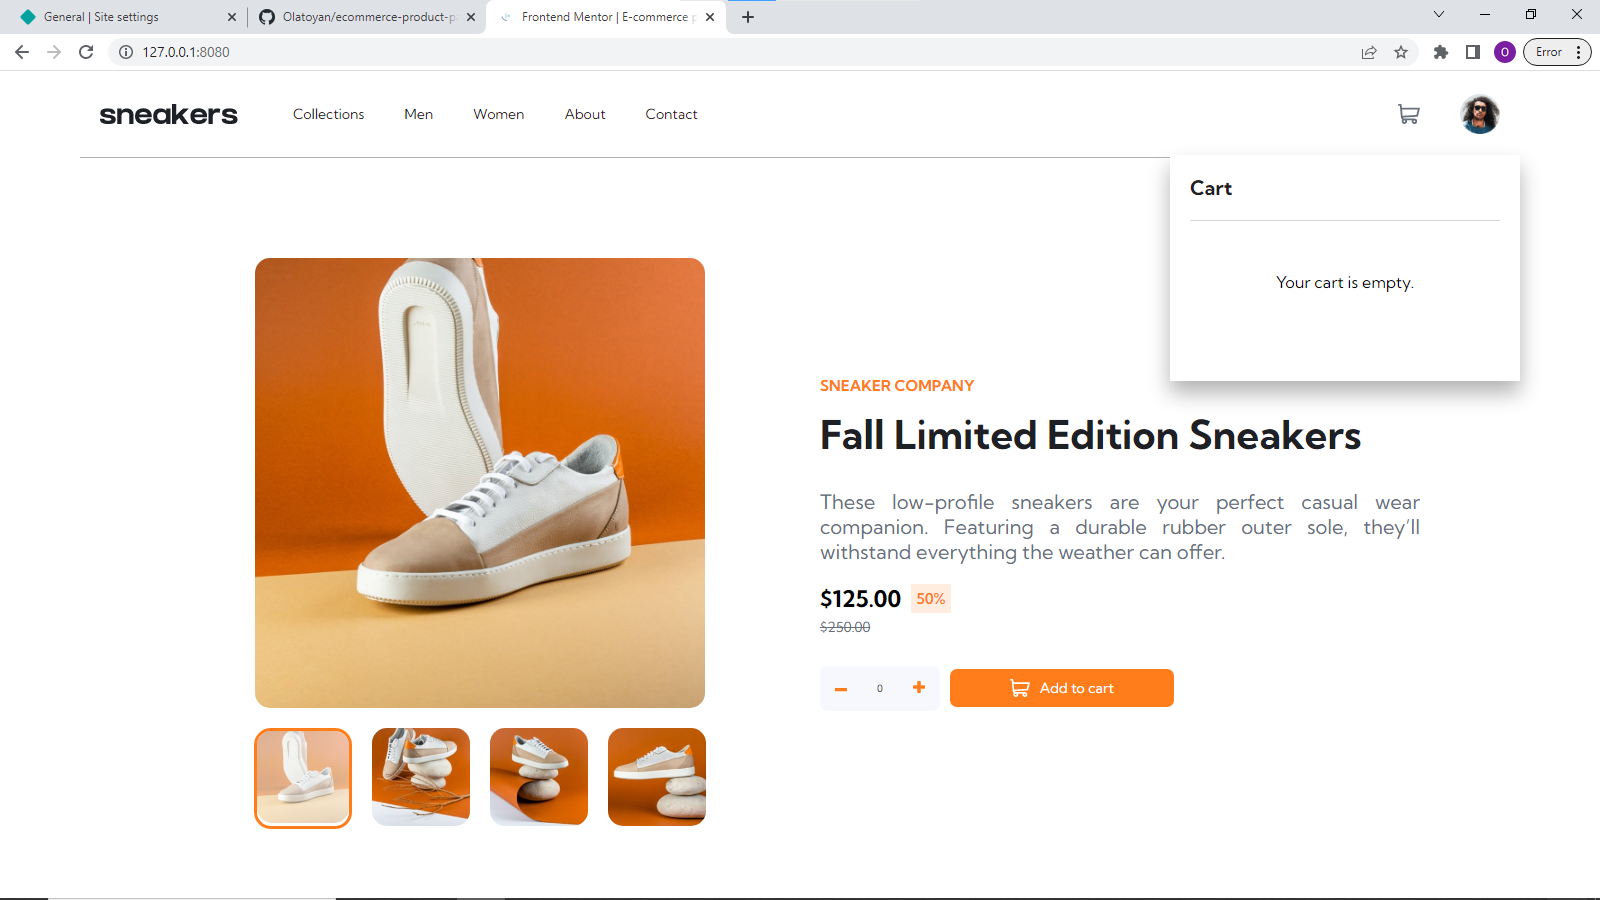 General | Site settings
Olatoyan/ecommerce-product-p
Frontend Mentor | E-commerce p
127.0.0.1:8080
O
Error
sneakers
Collections
Men
Women
About
Contact
Cart
Your cart is empty.
SNEAKER COMPANY
Fall Limited Edition Sneakers
These low-profile sneakers are your perfect casual wear
companion. Featuring a durable rubber outer sole, they’ll
withstand everything the weather can offer.
$125.00 50%
$250.00
0
Add to cart